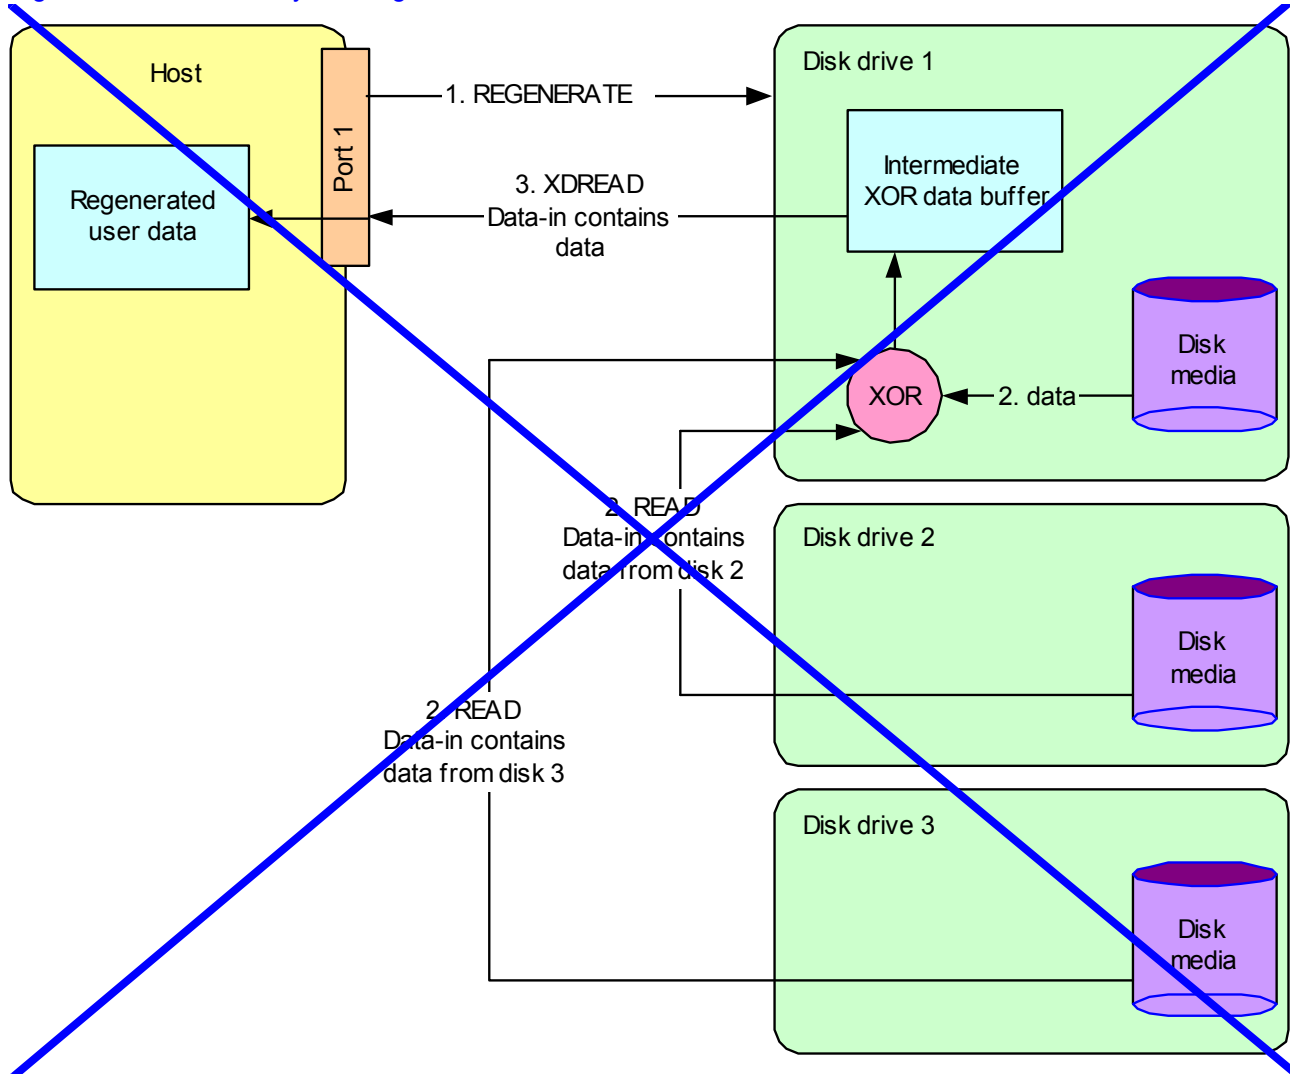 Host
Port 1
Regenerated
user data
1. REGENERATE
3. XDREAD
Data-in contains
data
Disk drive 1
Intermediate
XOR data buffer
XOR
2. data
Disk
media
2. READ
Data-in contains
data from disk 2
Disk drive 2
Disk
media
2. READ
Data-in contains
data from disk 3
Disk drive 3
Disk
media